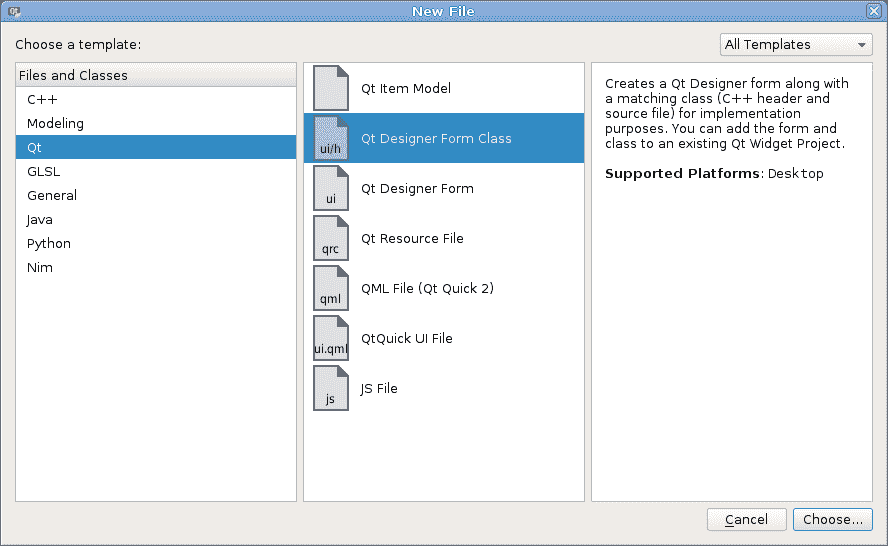 New File
Choose a template:
All Templates
Files and Classes
C++
Modeling
Qt
GLSL
General
Java
Python
Nim
Qt Item Model
ui/h
Qt Designer Form Class
ui
Qt Designer Form
qrc
Qt Resource File
qml
QML File (Qt Quick 2)
ui.qml
QtQuick UI File
js
JS File
Creates a Qt Designer form along with
a matching class (C++ header and
source file) for implementation
purposes. You can add the form and
class to an existing Qt Widget Project.
Supported Platforms: Desktop
Cancel
Choose...